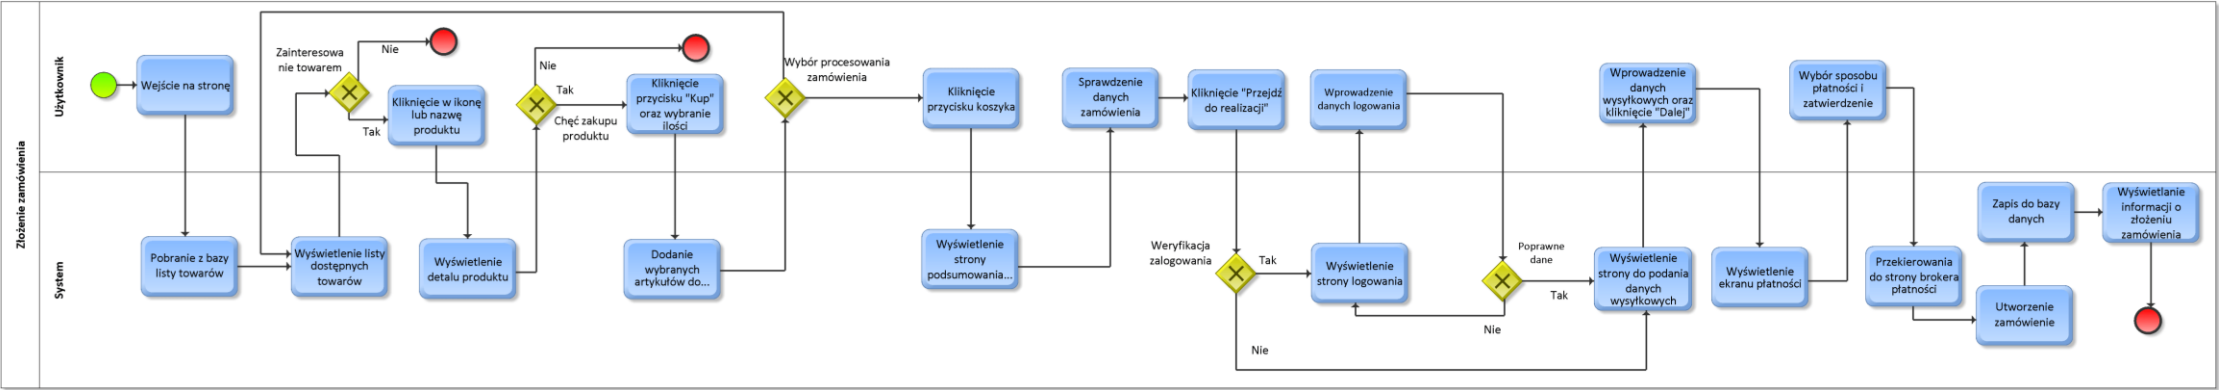 Złożenie zamówienia
Użytkownik
System
Wejście na stronę
Pobranie z bazy
listy towarów
Wyświetlenie listy
dostępnych
towarów
Zainteresowa
nie towarem
Nie
Tak
Kliknięcie w ikonę
lub nazwę
produktu
Wyświetlenie
detalu produktu
Nie
Tak
Chęć zakupu
produktu
Kliknięcie
przycisku "Kup"
oraz wybranie
ilości
Dodanie
wybranych
artykułów do...
Wybór procesowania
zamówienia
Kliknięcie
przycisku koszyka
Wyświetlenie
strony
podsumowania...
Sprawdzenie
danych
zamówienia
Kliknięcie "Przejdź
do realizacji"
Weryfikacja
zalogowania
Tak
Nie
Wyświetlenie
strony logowania
Wprowadzenie
danych logowania
Poprawne
dane
Tak
Nie
Wyświetlenie
strony do podania
danych
wysyłkowych
Wprowadzenie
danych
wysyłkowych oraz
kliknięcie "Dalej"
Wyświetlenie
ekranu płatności
Wybór sposobu
płatności i
zatwierdzenie
Przekierowania
do strony brokera
płatności
Utworzenie
zamówienie
Zapis do bazy
danych
Wyświetlanie
informacji o
złożeniu
zamówienia